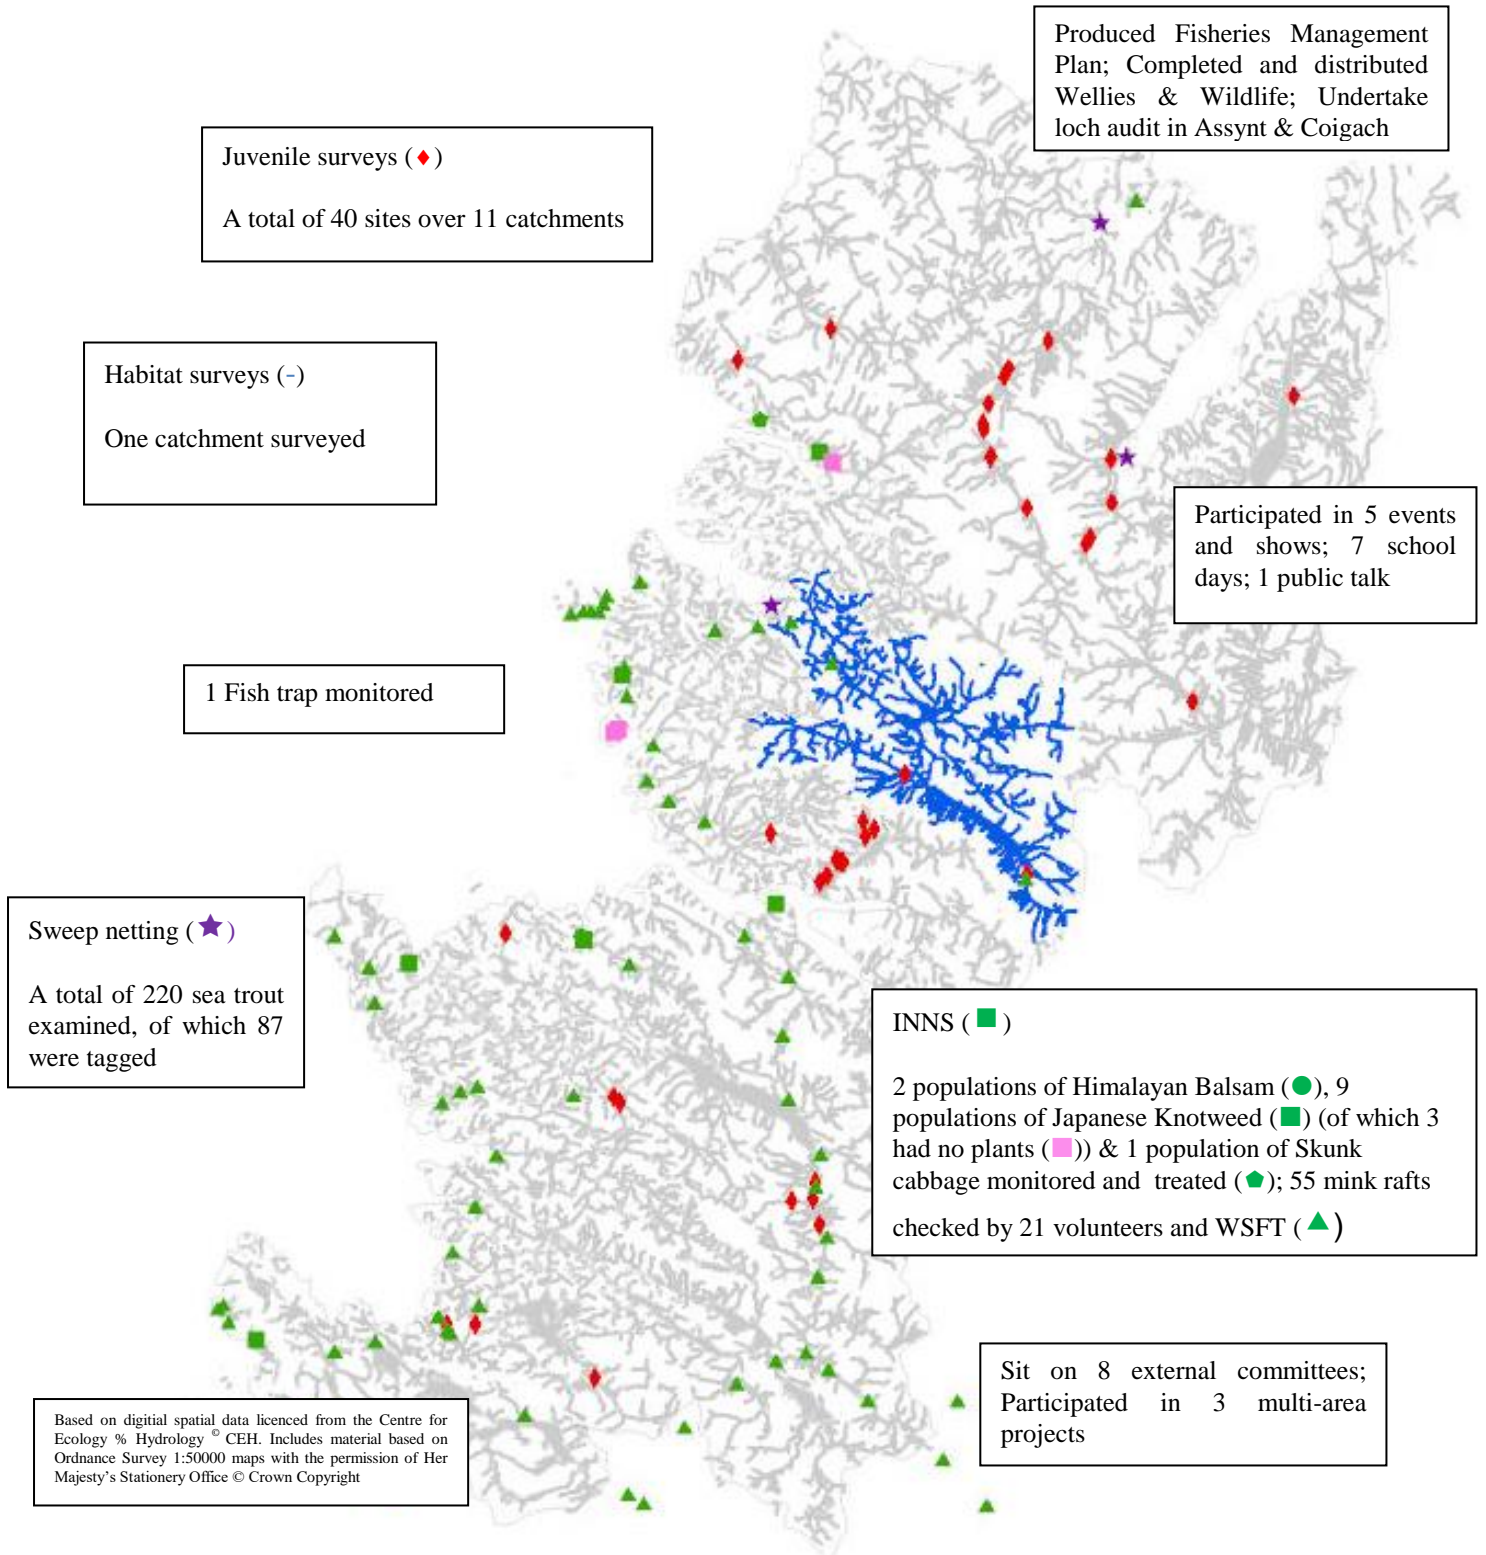 Produced Fisheries Management
Plan; Completed and distributed
Wellies & Wildlife; Undertake
loch audit in Assynt & Coigach
Juvenile surveys (♦)
A total of 40 sites over 11 catchments
Habitat surveys (-)
One catchment surveyed
Participated in 5 events
and shows; 7 school
days; 1 public talk
1 Fish trap monitored
Sweep netting (★)
A total of 220 sea trout
examined, of which 87
were tagged
INNS (■)
2 populations of Himalayan Balsam (●), 9
populations of Japanese Knotweed (■) (of which 3
had no plants (■)) & 1 population of Skunk
cabbage monitored and treated (⬟); 55 mink rafts
checked by 21 volunteers and WSFT (▲)
Sit on 8 external committees;
Participated in 3 multi-area
projects
Based on digitial spatial data licenced from the Centre for
Ecology % Hydrology © CEH. Includes material based on
Ordnance Survey 1:50000 maps with the permission of Her
Majesty's Stationery Office © Crown Copyright